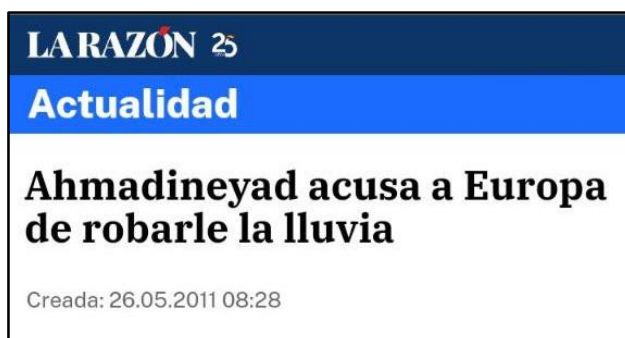 LA RAZÓN 25
Actualidad
Ahmadineyad acusa a Europa
de robarle la lluvia
Creada: 26.05.2011 08:28